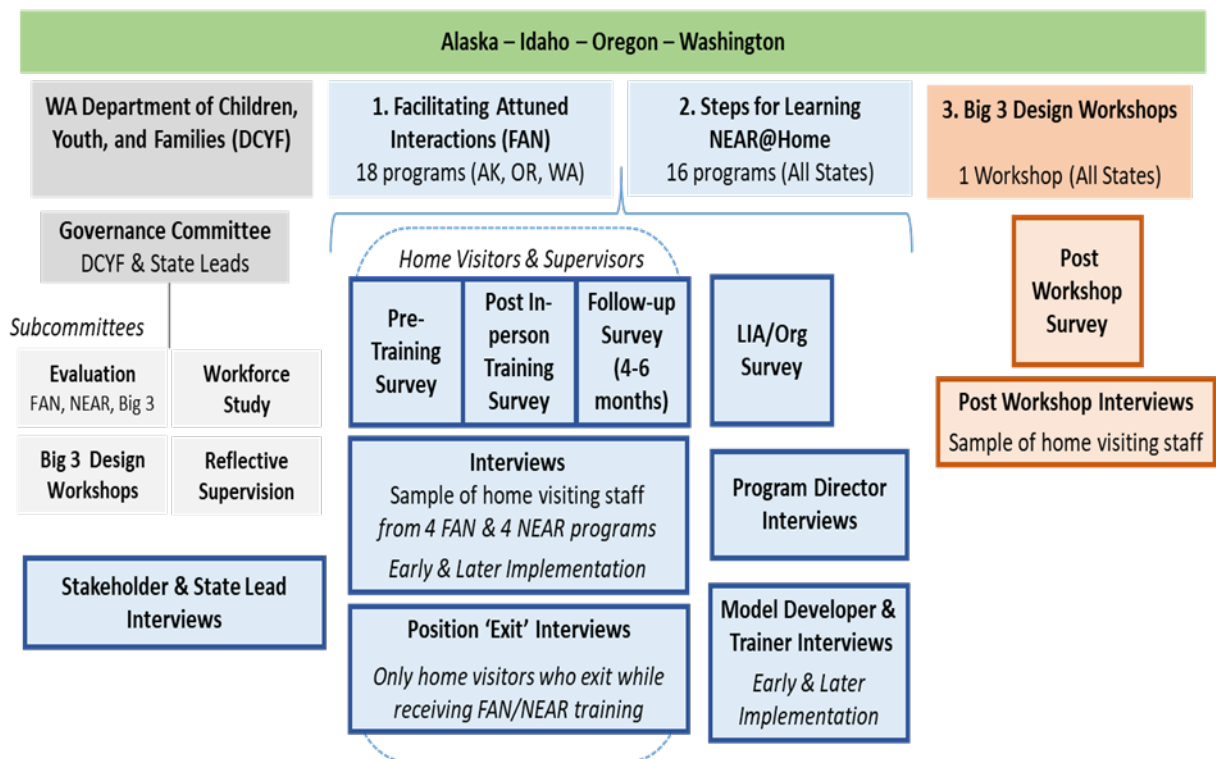 Alaska – Idaho – Oregon – Washington
WA Department of Children,
Youth, and Families (DCYF)
1. Facilitating Attuned
Interactions (FAN)
18 programs (AK, OR, WA)
2. Steps for Learning
NEAR@Home
16 programs (All States)
3. Big 3 Design Workshops
1 Workshop (All States)
Governance Committee
DCYF & State Leads
Subcommittees
Evaluation
FAN, NEAR, Big 3
Workforce
Study
Big 3 Design
Workshops
Reflective
Supervision
Stakeholder & State Lead
Interviews
Home Visitors & Supervisors
Pre-
Training
Survey
Post In-
person
Training
Survey
Follow-up
Survey
(4-6
months)
Interviews
Sample of home visiting staff
from 4 FAN & 4 NEAR programs
Early & Later Implementation
Position ‘Exit’ Interviews
Only home visitors who exit while
receiving FAN/NEAR training
LIA/Org
Survey
Program Director
Interviews
Model Developer &
Trainer Interviews
Early & Later
Implementation
Post
Workshop
Survey
Post Workshop Interviews
Sample of home visiting staff